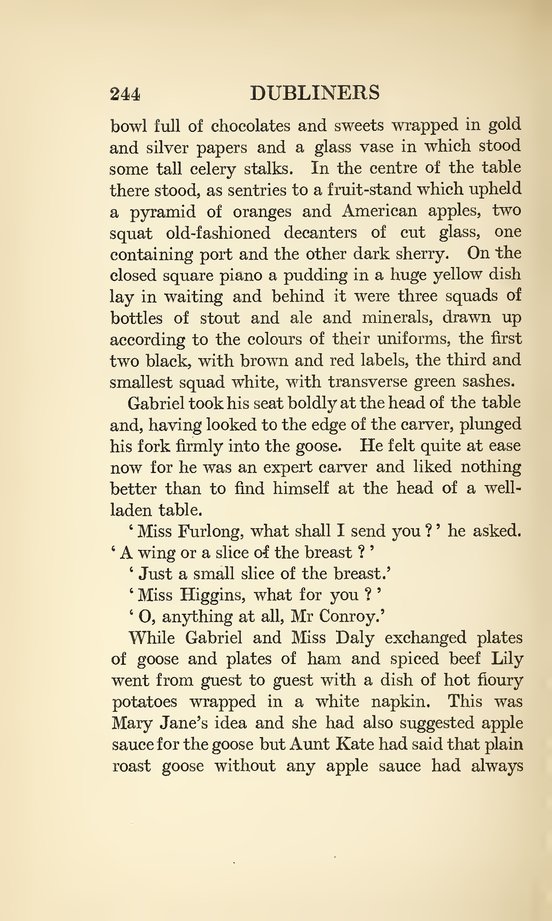 244 DUBLINERS
bowl full of chocolates and sweets wrapped in gold
and silver papers and a glass vase in which stood
some tall celery stalks. In the centre of the table
there stood, as sentries to a fruit-stand which upheld
a pyramid of oranges and American apples, two
squat old-fashioned decanters of cut glass, one
containing port and the other dark sherry. On the
closed square piano a pudding in a huge yellow dish
lay in waiting and behind it were three squads of
bottles of stout and ale and minerals, drawn up
according to the colours of their uniforms, the first
two black, with brown and red labels, the third and
smallest squad white, with transverse green sashes.
Gabriel took his seat boldly at the head of the table
and, having looked to the edge of the carver, plunged
his fork firmly into the goose. He felt quite at ease
now for he was an expert carver and liked nothing
better than to find himself at the head of a well-
laden table.
‘ Miss Furlong, what shall I send you ? ’ he asked.
‘ A wing or a slice of the breast ? ’
‘ Just a small slice of the breast.’
‘ Miss Higgins, what for you ? ’
‘ O, anything at all, Mr Conroy.’
While Gabriel and Miss Daly exchanged plates
of goose and plates of ham and spiced beef Lily
went from guest to guest with a dish of hot floury
potatoes wrapped in a white napkin. This was
Mary Jane’s idea and she had also suggested apple
sauce for the goose but Aunt Kate had said that plain
roast goose without any apple sauce had always